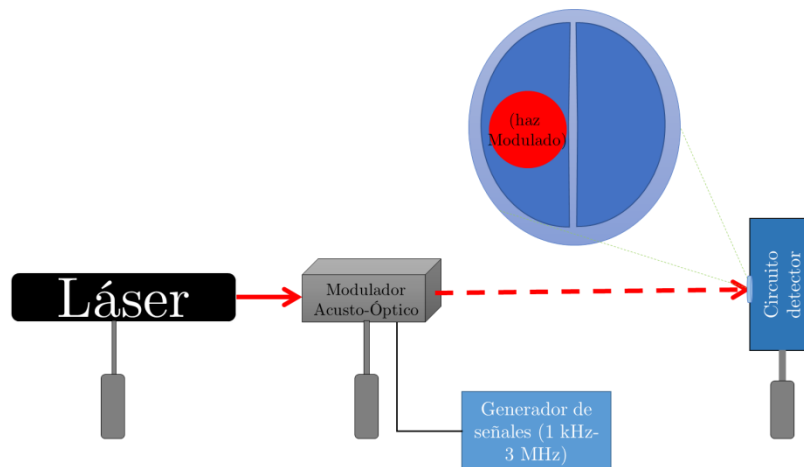 (haz
Modulado)
Láser
Modulador
Acusto-Óptico
Circuito
detector
Generador de
señales (1 kHz-
3 MHz)